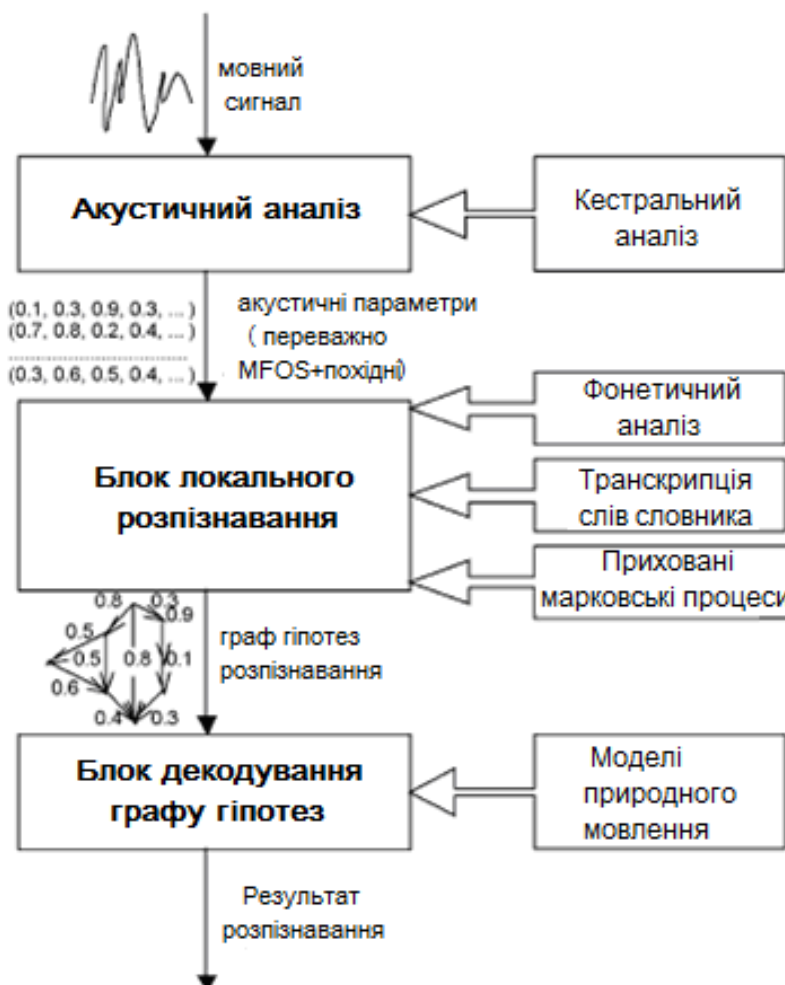 мовний
сигнал
Акустичний аналіз
Кестральний
аналіз
(0.1, 0.3, 0.9, 0.3, ... )
(0.7, 0.8, 0.2, 0.4, ... )
(0.3, 0.6, 0.5, 0.4, ... )
акустичні параметри
( переважно
MFOS+похідні)
Фонетичний
аналіз
Блок локального
розпізнавання
Транскрипція
слів словника
Приховані
марковські процеси
0.8 0.3
0.9
0.5
0.5 0.8 0.1
0.6
0.4 0.3
граф гіпотез
розпізнавання
Блок декодування
графу гіпотез
Моделі
природного
мовлення
Результат
розпізнавання